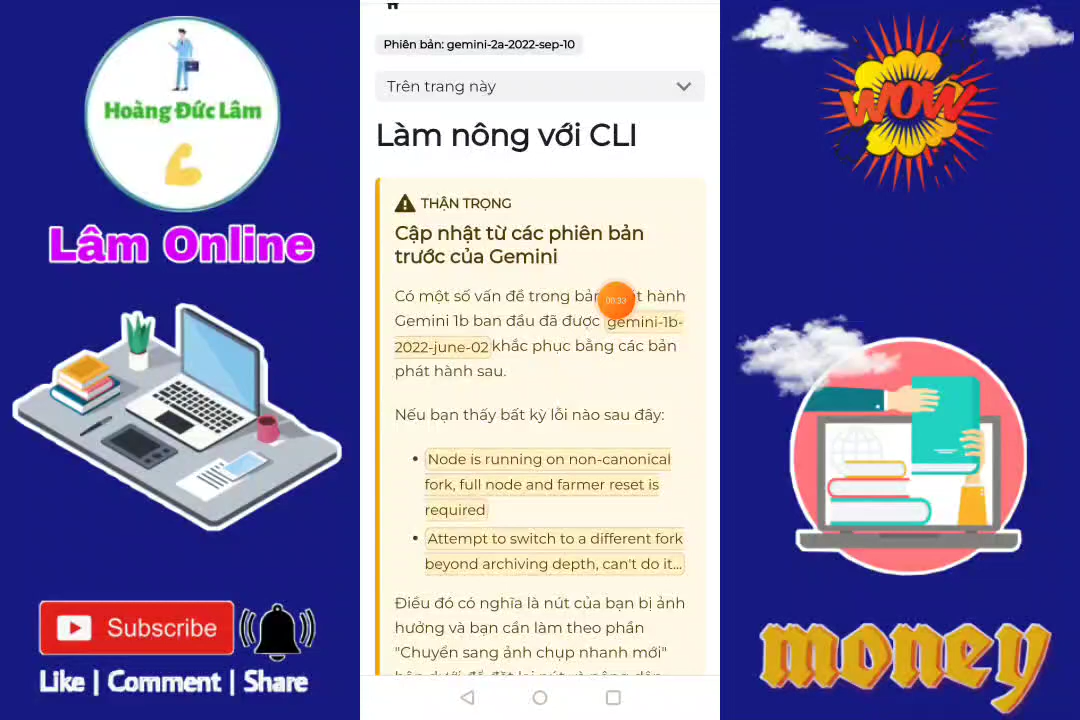 Hoàng Đức Lâm
Lâm Online
Subscribe
Like | Comment | Share
Phiên bản: gemini-2a-2022-sep-10
Trên trang này
Làm nông với CLI
THẬN TRỌNG
Cập nhật từ các phiên bản
trước của Gemini
Có một số vấn đề trong hành
00:33
Gemini 1b ban đầu đã được gemini-1b-
2022-june-02 khắc phục bằng các bản
phát hành sau.
Nếu bạn thấy bất kỳ lỗi nào sau đây:
• Node is running on non-canonical
fork, full node and farmer reset is
required
• Attempt to switch to a different fork
beyond archiving depth, can't do it...
Điều đó có nghĩa là nút của bạn bị ảnh
hưởng và bạn cần làm theo phần
"Chuyển sang ảnh chụp nhanh mới"
WOW
money